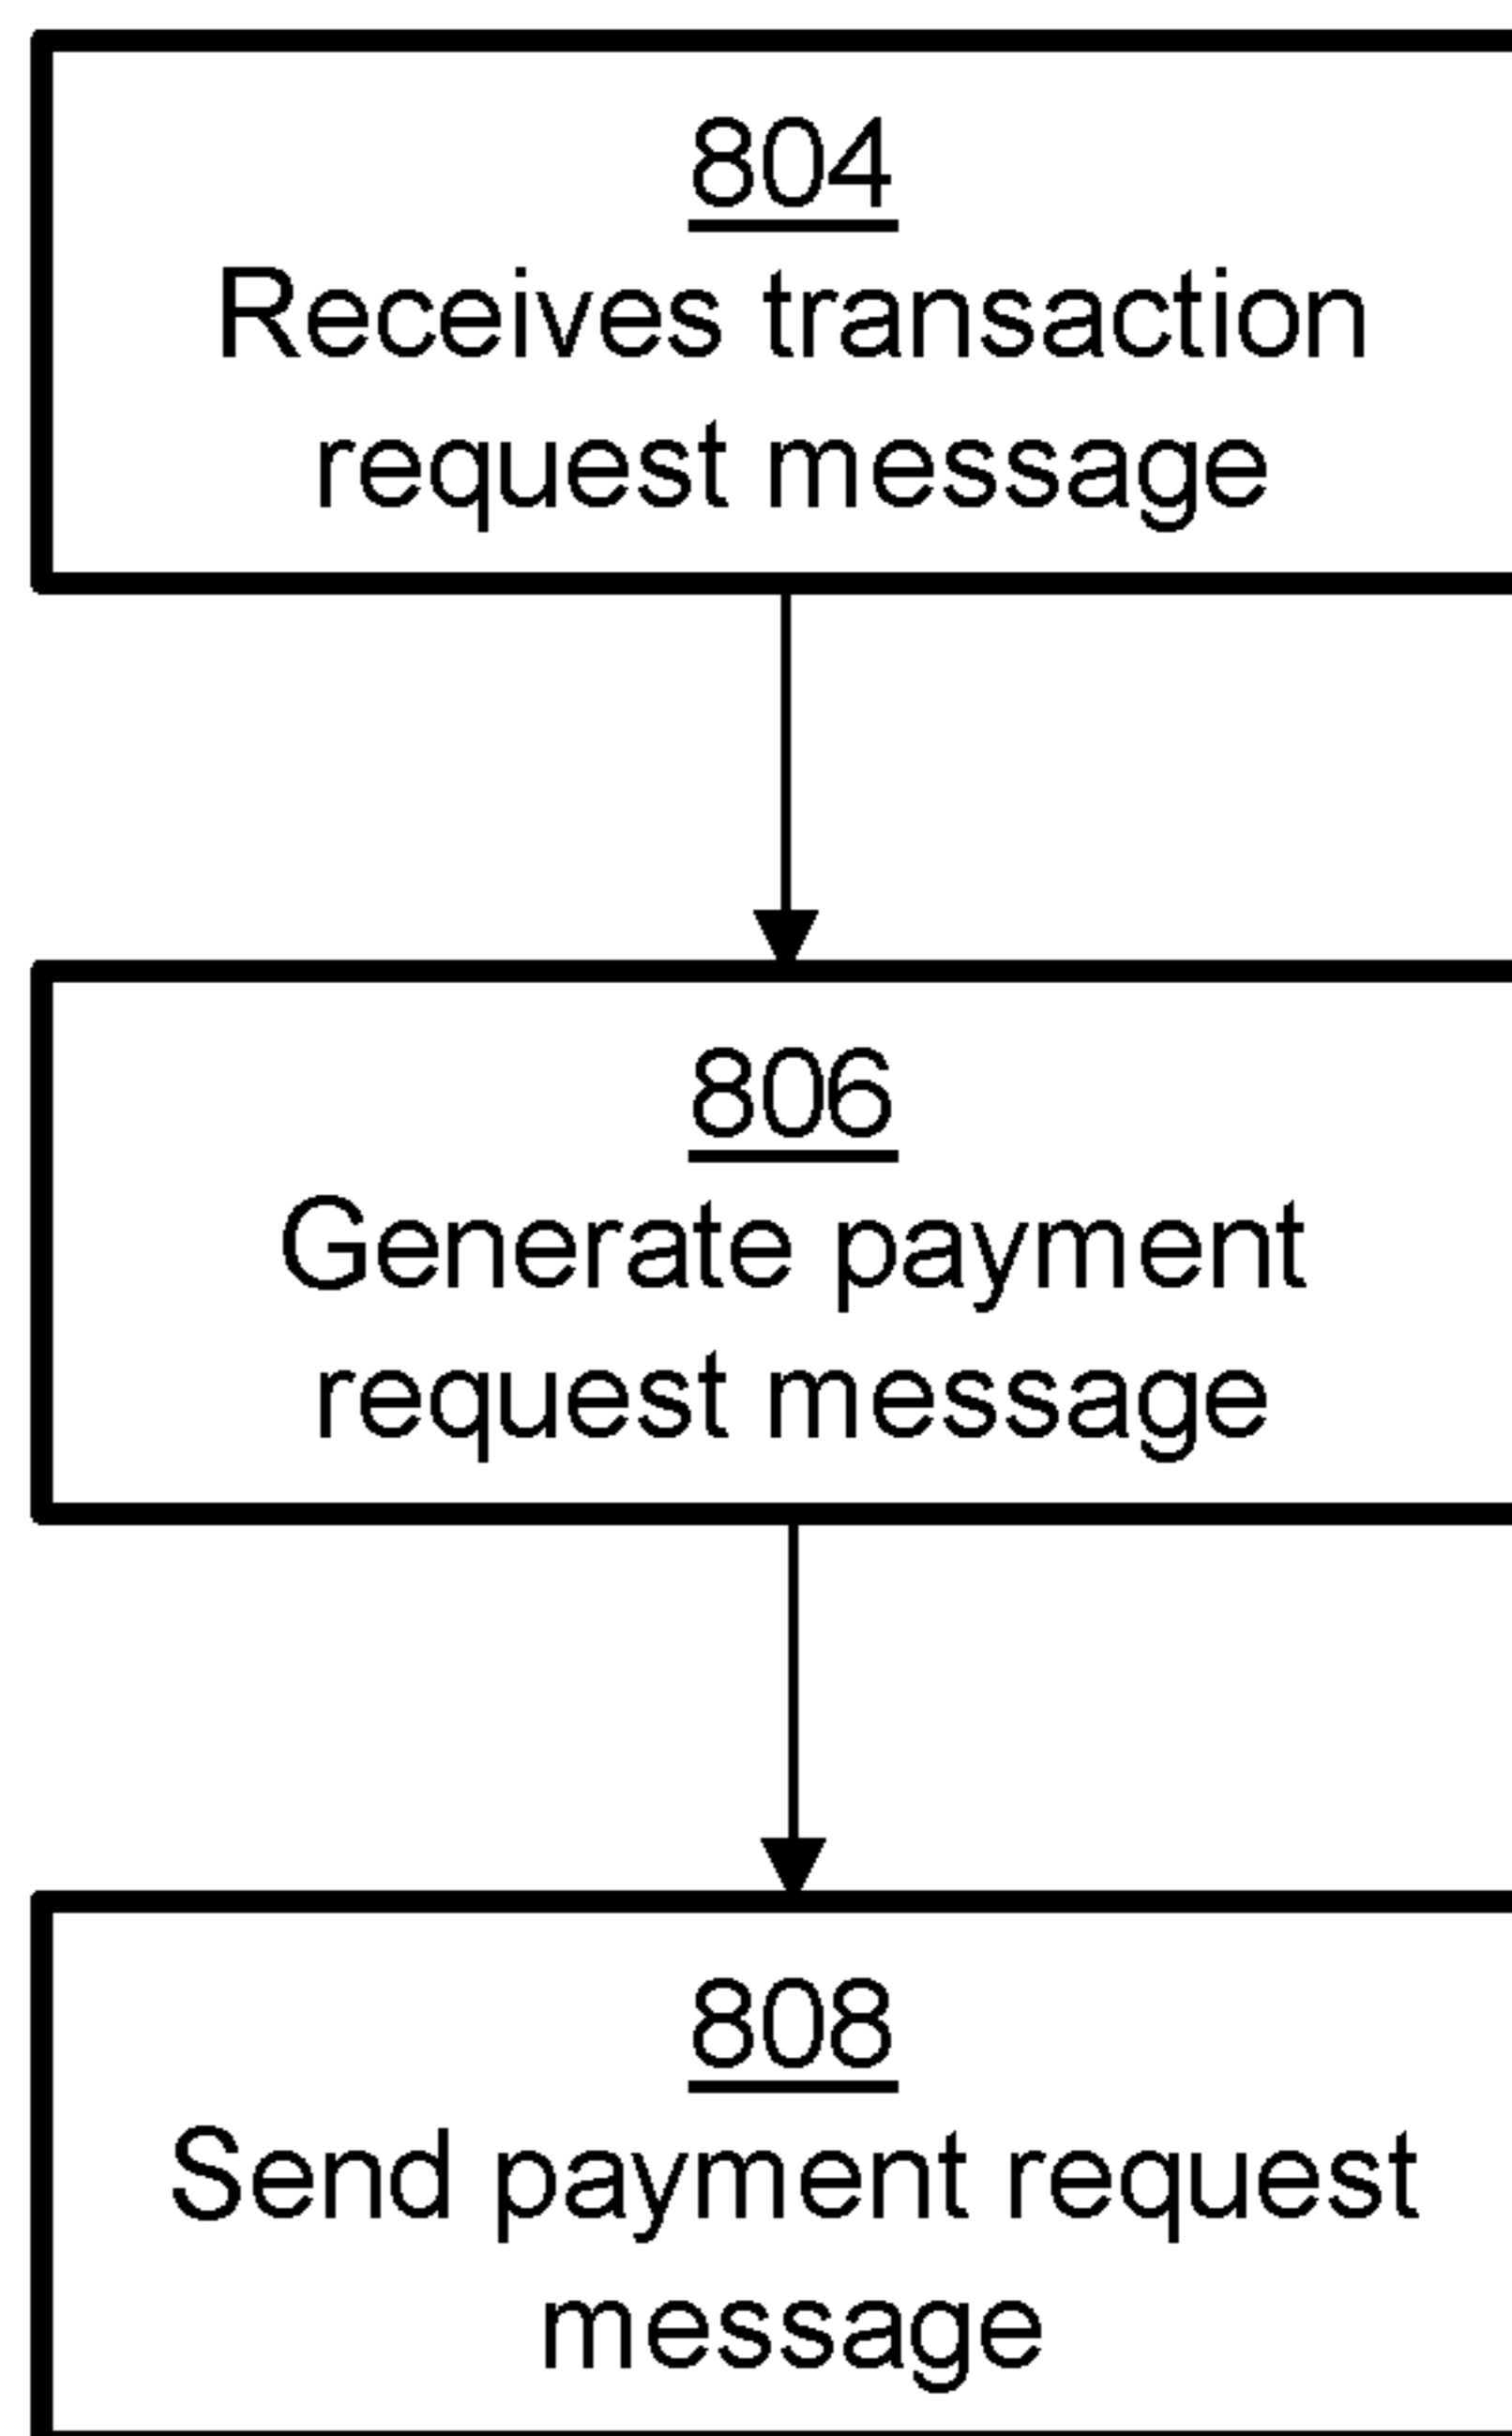 804
Receives transaction
request message
806
Generate payment
request message
808
Send payment request
message